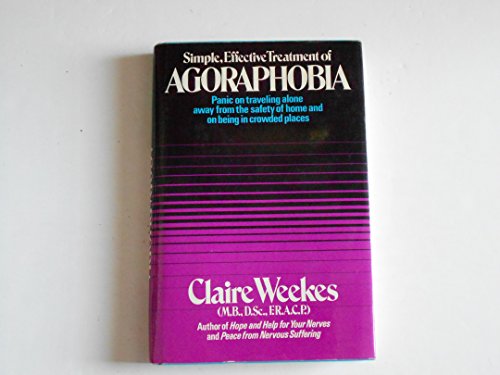 Simple, Effective Treatment of
AGORAPHOBIA
Panic on traveling alone
away from the safety of home and
on being in crowded places
Claire Weekes
(M.B., D.Sc., F.R.A.C.P.)
Author of Hope and Help for Your Nerves
and Peace from Nervous Suffering